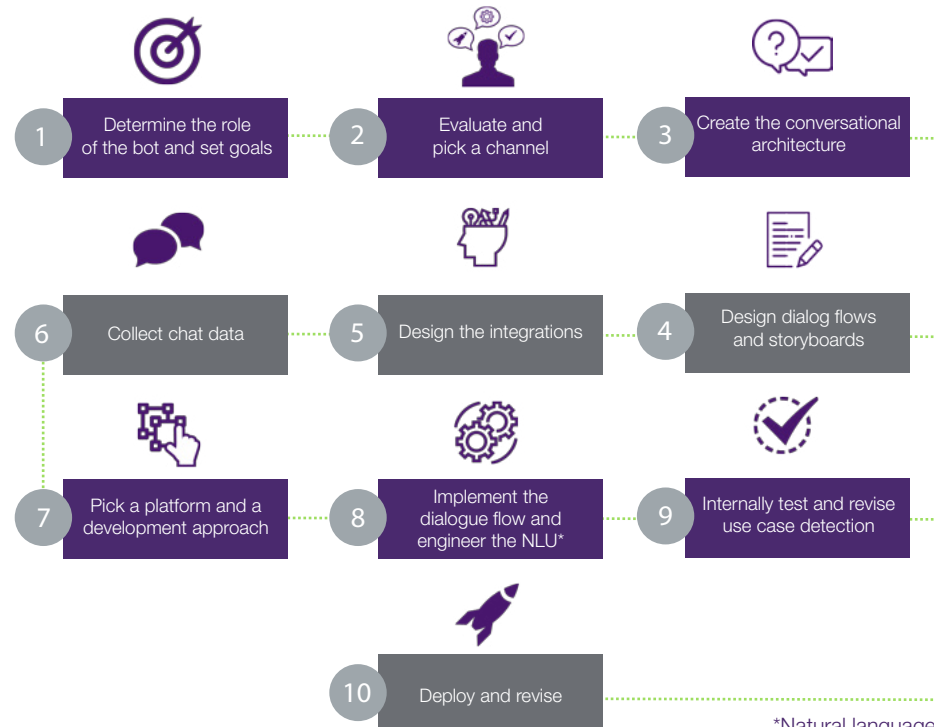 1
Determine the role
of the bot and set goals
2
Evaluate and
pick a channel
3
Create the conversational
architecture
6
Collect chat data
5
Design the integrations
4
Design dialog flows
and storyboards
7
Pick a platform and a
development approach
8
Implement the
dialogue flow and
engineer the NLU*
9
Internally test and revise
use case detection
10
Deploy and revise
*Natural language